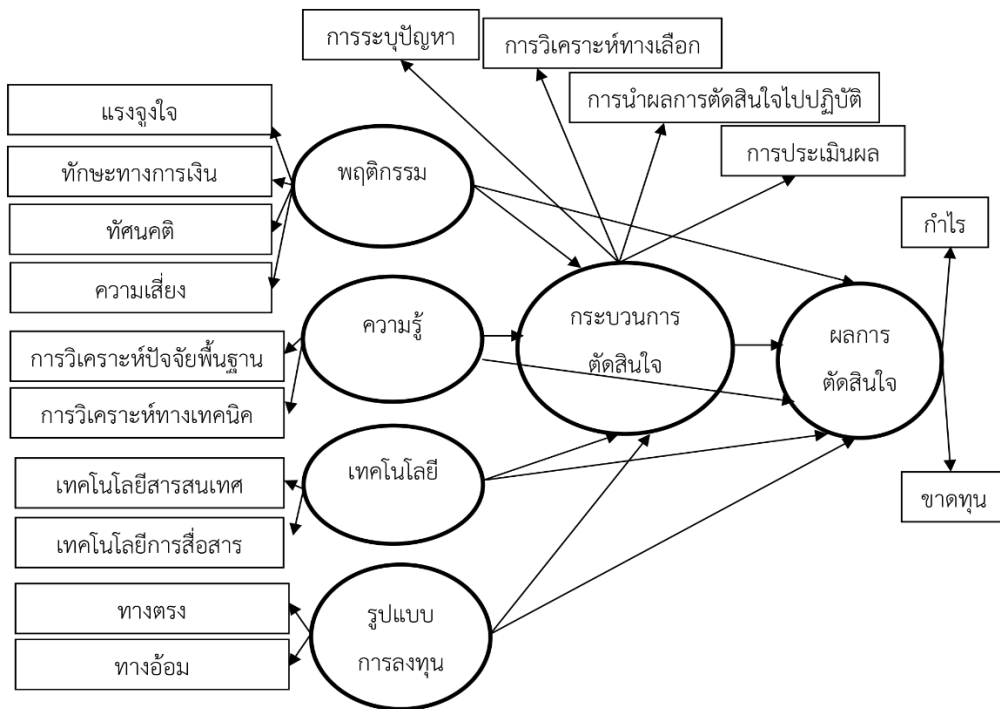 การระบุปัญหา
การวิเคราะห์ทางเลือก
การนำผลการตัดสินใจไปปฏิบัติ
การประเมินผล
แรงจูงใจ
ทักษะทางการเงิน
ทัศนคติ
ความเสี่ยง
พฤติกรรม
การวิเคราะห์ปัจจัยพื้นฐาน
การวิเคราะห์ทางเทคนิค
ความรู้
เทคโนโลยีสารสนเทศ
เทคโนโลยีการสื่อสาร
เทคโนโลยี
ทางตรง
ทางอ้อม
รูปแบบ
การลงทุน
กระบวนการ
ตัดสินใจ
ผลการ
ตัดสินใจ
กำไร
ขาดทุน